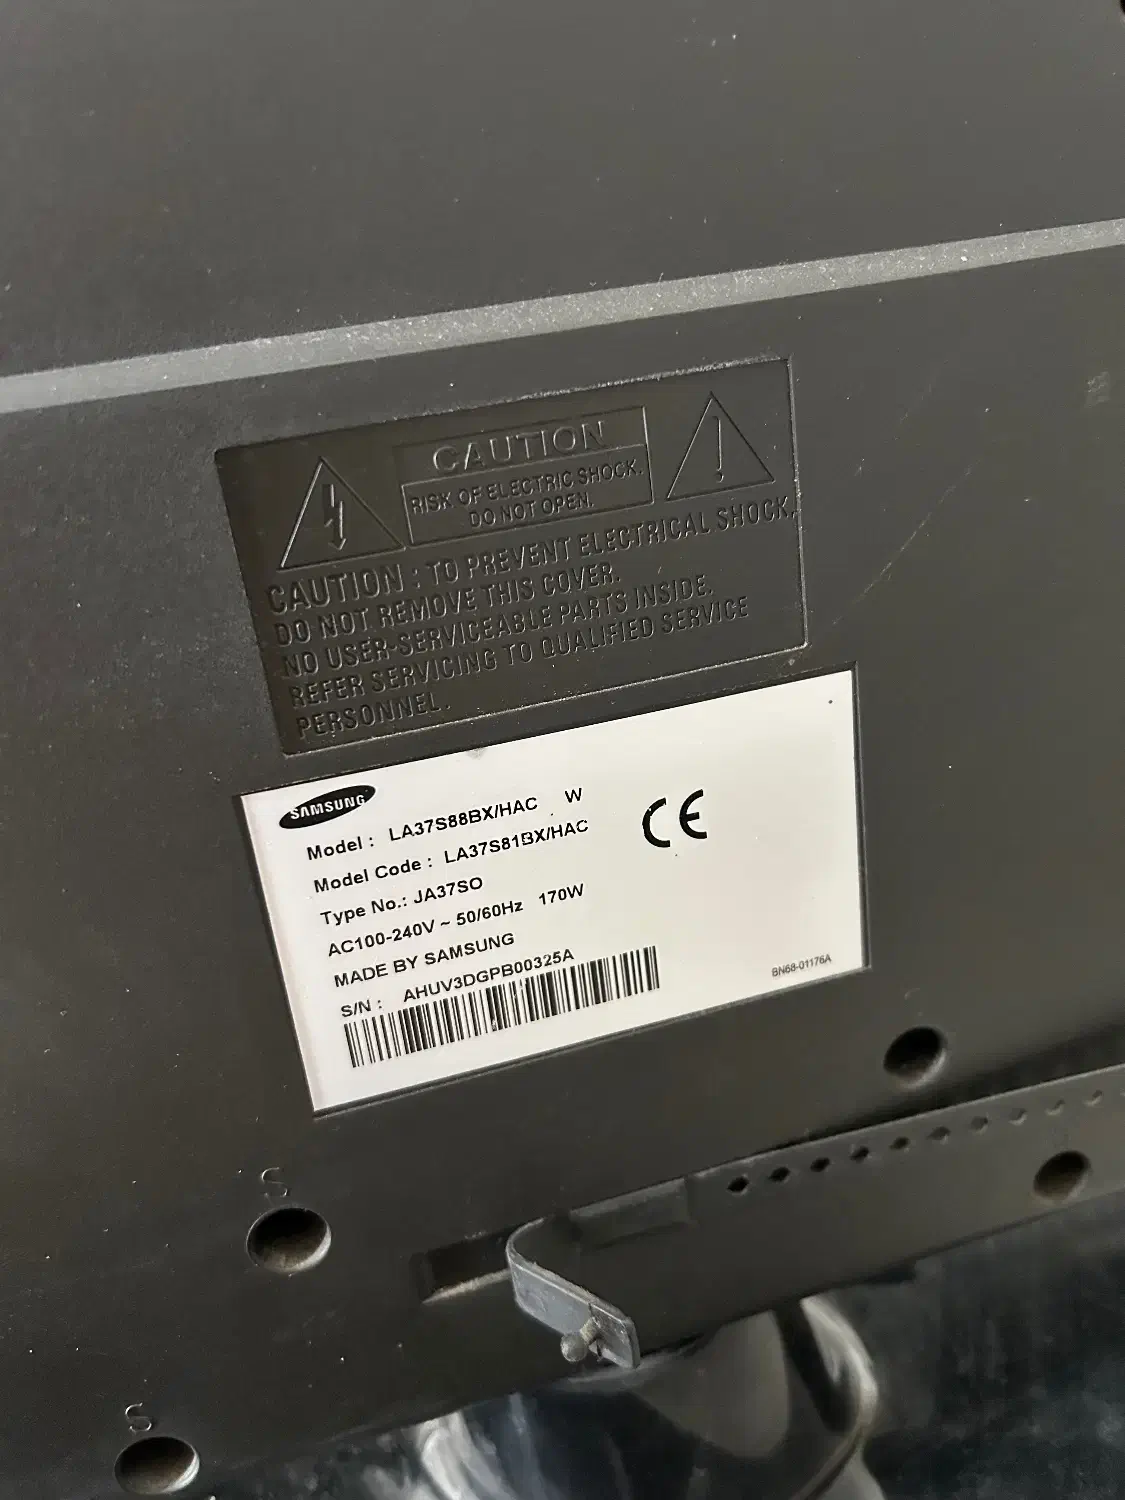 CAUTION
RISK OF ELECTRIC SHOCK.
DO NOT OPEN.
CAUTION : TO PREVENT ELECTRICAL SHOCK,
DO NOT REMOVE THIS COVER.
NO USER-SERVICEABLE PARTS INSIDE.
REFER SERVICING TO QUALIFIED SERVICE
PERSONNEL.
SAMSUNG
Model : LA37S88BX/HAC W
Model Code : LA37S81BX/HAC
Type No.: JA37SO
AC100-240V ~ 50/60Hz 170W
MADE BY SAMSUNG
S/N : AHUV3DGPB00325A
CE
BN68-01176A
S
S